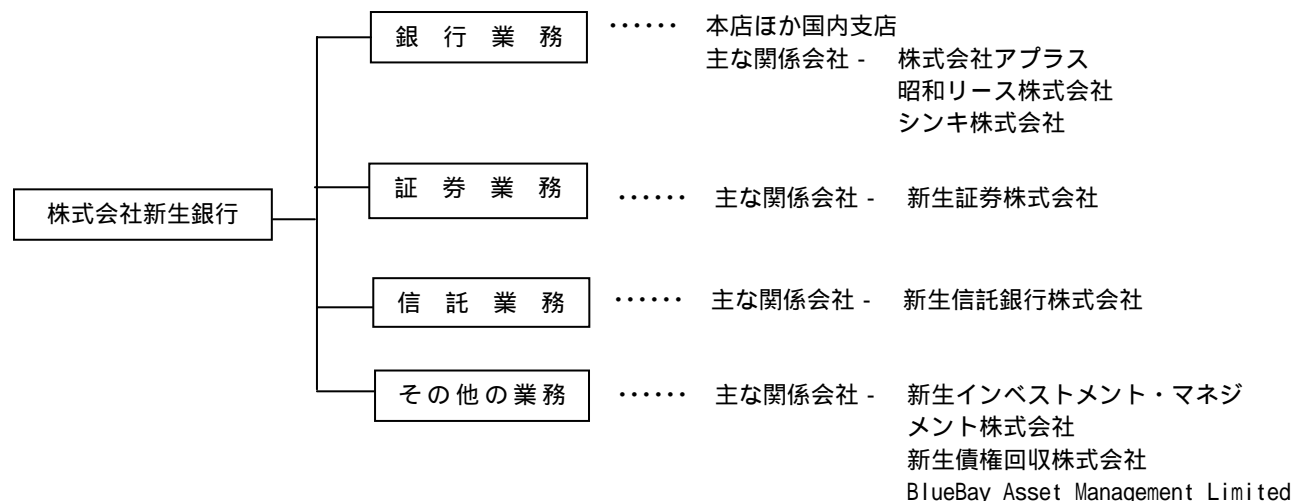 銀 行 業 務 ・・・・・・ 本店ほか国内支店
主な関係会社 - 株式会社アプラス
昭和リース株式会社
シンキ株式会社
証 券 業 務 ・・・・・・ 主な関係会社 - 新生証券株式会社
株式会社新生銀行
信 託 業 務 ・・・・・・ 主な関係会社 - 新生信託銀行株式会社
その他の業務 ・・・・・・ 主な関係会社 - 新生インベストメント・マネジ
メント株式会社
新生債権回収株式会社
BlueBay Asset Management Limited